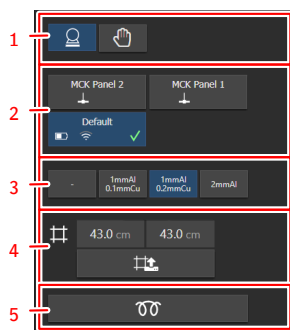 1
2
MCK Panel 2
MCK Panel 1
Default
3
-
1mmAl
0.1mmCu
1mmAl
0.2mmCu
2mmAl
4
43.0 cm
43.0 cm
5